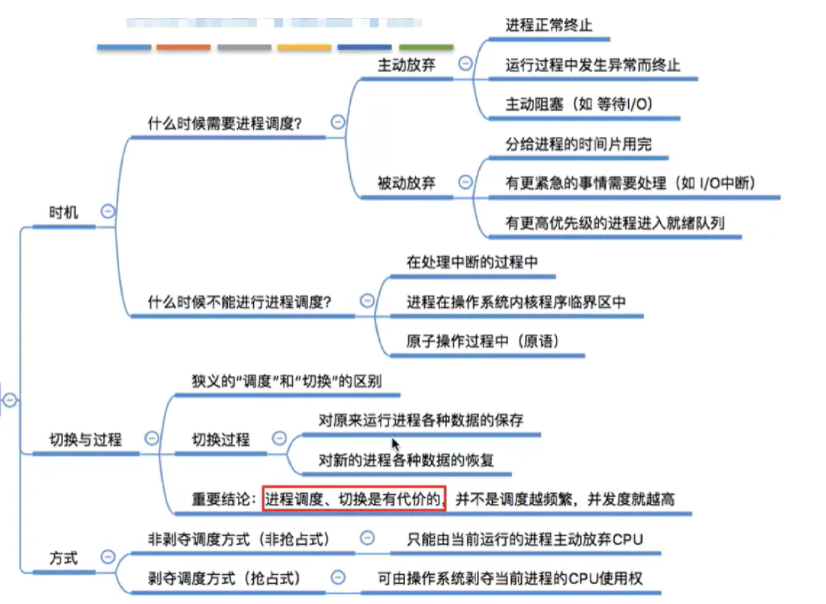 进程正常终止
主动放弃
运行过程中发生异常而终止
主动阻塞（如 等待I/O）
什么时候需要进程调度？
分给进程的时间片用完
被动放弃
有更紧急的事情需要处理（如 I/O中断）
有更高优先级的进程进入就绪队列
时机
在处理中断的过程中
什么时候不能进行进程调度？
进程在操作系统内核程序临界区中
原子操作过程中（原语）
狭义的“调度”和“切换”的区别
对原来运行进程各种数据的保存
切换与过程
切换过程
对新的进程各种数据的恢复
重要结论：进程调度、切换是有代价的，并不是调度越频繁，并发度就越高
非剥夺调度方式（非抢占式）
只能由当前运行的进程主动放弃CPU
方式
剥夺调度方式（抢占式）
可由操作系统剥夺当前进程的CPU使用权